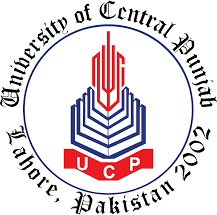 University of Central Punjab
UCP
Lahore, Pakistan 2002